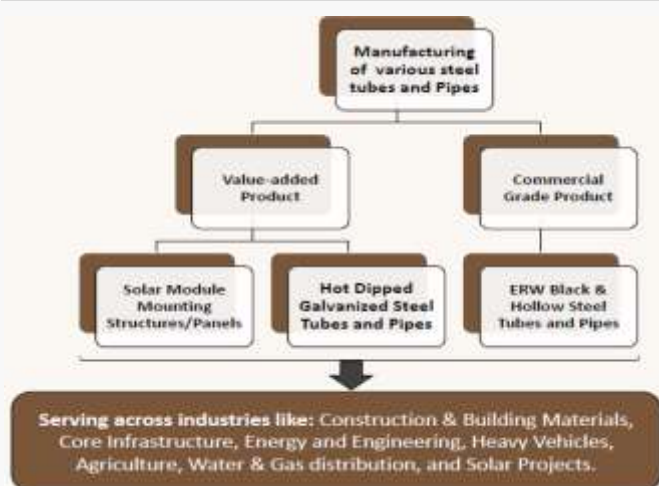 Manufacturing
of various steel
tubes and Pipes
Value-added
Product
Commercial
Grade Product
Solar Module
Mounting
Structures/Panels
Hot Dipped
Galvanized Steel
Tubes and Pipes
ERW Black &
Hollow Steel
Tubes and Pipes
Serving across industries like: Construction & Building Materials,
Core Infrastructure, Energy and Engineering, Heavy Vehicles,
Agriculture, Water & Gas distribution, and Solar Projects.